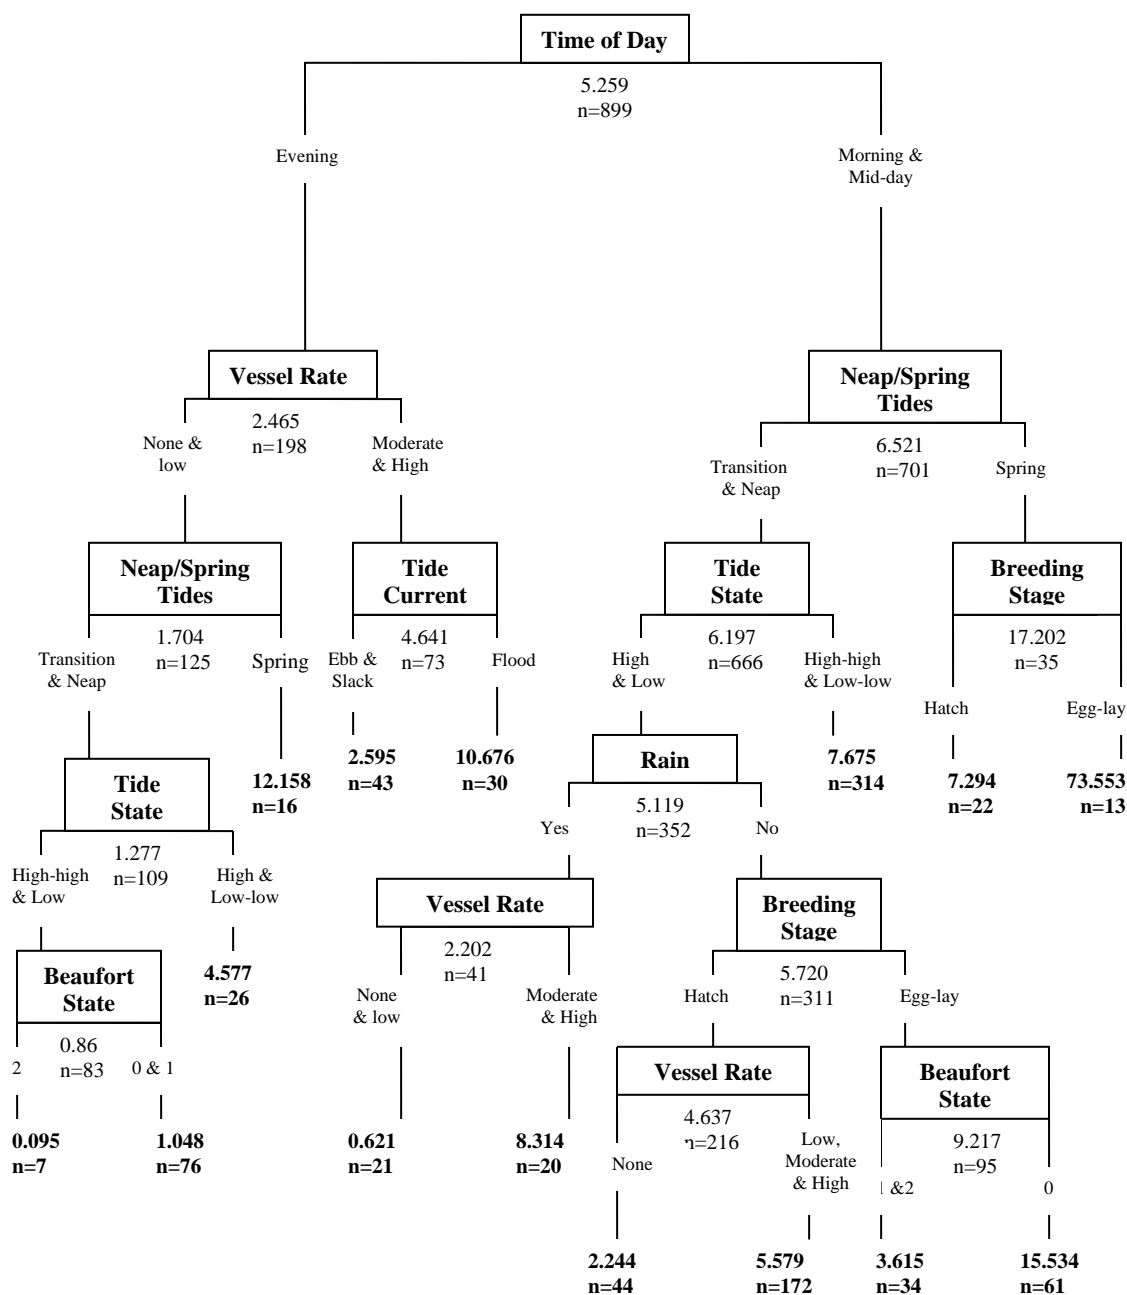 Time of Day
5.259
n=899
Evening
Morning &
Mid-day
Vessel Rate
2.465
n=198
Neap/Spring
Tides
6.521
n=701
None &
low
Moderate
& High
Transition
& Neap
Spring
Neap/Spring
Tides
1.704
n=125
Tide
Current
4.641
n=73
Tide
State
6.197
n=666
Breeding
Stage
17.202
n=35
Transition
& Neap
Spring
Ebb &
Slack
Flood
High
& Low
High-high
& Low-low
Hatch
Egg-lay
Tide
State
1.277
n=109
12.158
n=16
2.595
n=43
10.676
n=30
Rain
5.119
n=352
7.675
n=314
7.294
n=22
73.553
n=13
High-high
& Low
High &
Low-low
Yes
No
Beaufort
State
0.86
n=83
4.577
n=26
Vessel Rate
2.202
n=41
Breeding
Stage
5.720
n=311
2
0 & 1
None
& low
Moderate
& High
Hatch
Egg-lay
0.095
n=7
1.048
n=76
0.621
n=21
8.314
n=20
Vessel Rate
4.637
n=216
Beaufort
State
9.217
n=95
None
Low,
Moderate
& High
1 &2
0
2.244
n=44
5.579
n=172
3.615
n=34
15.534
n=61